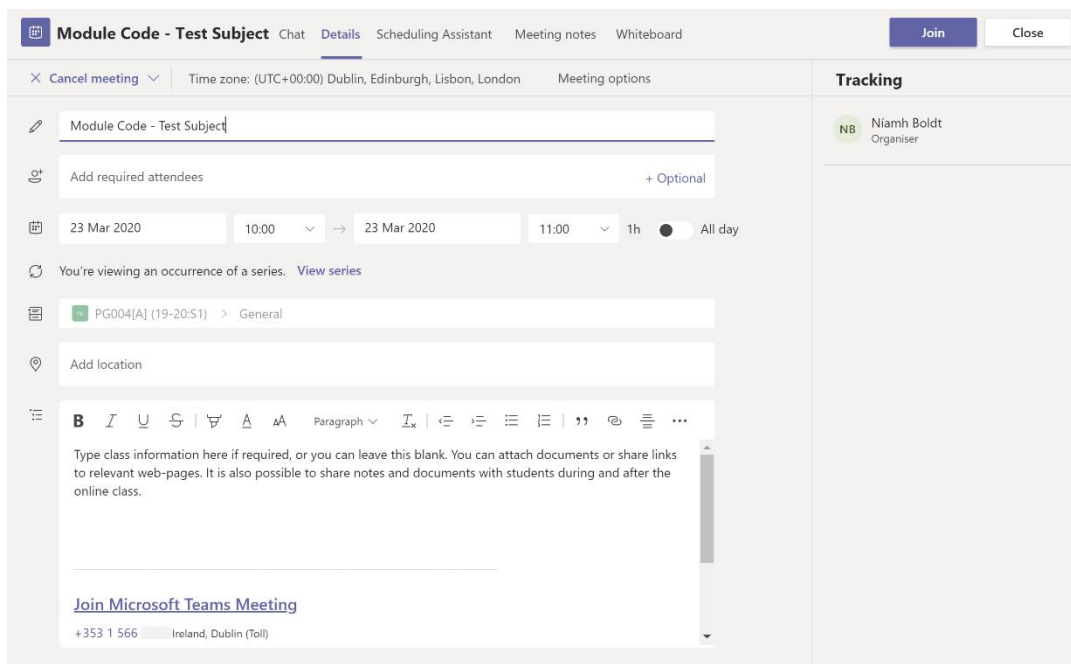 Module Code - Test Subject Chat Details Scheduling Assistant Meeting notes Whiteboard Join Close
Cancel meeting Time zone: (UTC+00:00) Dublin, Edinburgh, Lisbon, London Meeting options
Tracking
Module Code - Test Subject
NB Níamh Boldt
Organiser
Add required attendees + Optional
23 Mar 2020 10:00 → 23 Mar 2020 11:00 1h All day
You're viewing an occurrence of a series. View series
PG004[A] (19-20:S1) > General
Add location
B I U S A AA Paragraph Tx
Type class information here if required, or you can leave this blank. You can attach documents or share links
to relevant web-pages. It is also possible to share notes and documents with students during and after the
online class.
Join Microsoft Teams Meeting
+353 1 566 Ireland, Dublin (Toll)